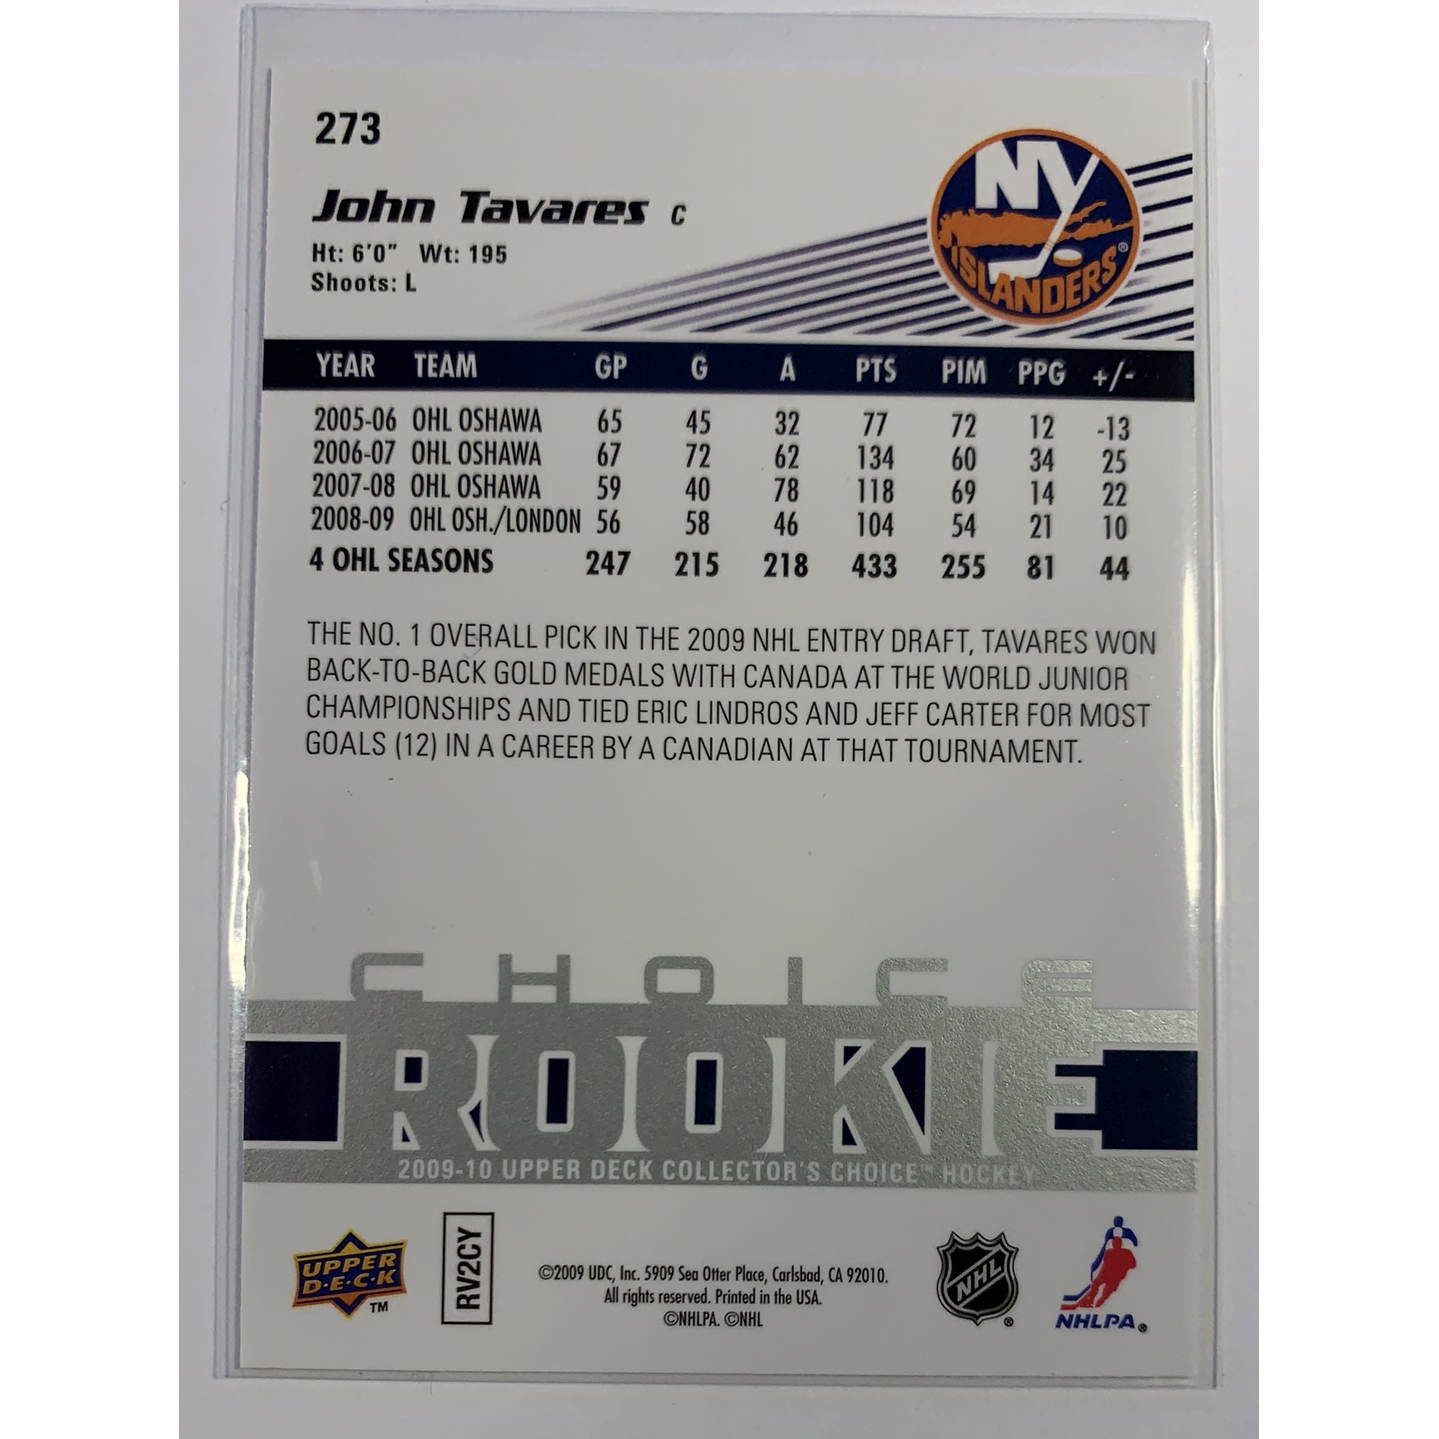 273
NY
ISLANDERS®
John Tavares C
Ht: 6'0" Wt: 195
Shoots: L
YEAR TEAM GP G A PTS PIM PPG +/-
2005-06 OHL OSHAWA 65 45 32 77 72 12 -13
2006-07 OHL OSHAWA 67 72 62 134 60 34 25
2007-08 OHL OSHAWA 59 40 78 118 69 14 22
2008-09 OHL OSH./LONDON 56 58 46 104 54 21 10
4 OHL SEASONS 247 215 218 433 255 81 44
THE NO. 1 OVERALL PICK IN THE 2009 NHL ENTRY DRAFT, TAVARES WON
BACK-TO-BACK GOLD MEDALS WITH CANADA AT THE WORLD JUNIOR
CHAMPIONSHIPS AND TIED ERIC LINDROS AND JEFF CARTER FOR MOST
GOALS (12) IN A CAREER BY A CANADIAN AT THAT TOURNAMENT.
CHOICE
ROOKIE
2009-10 UPPER DECK COLLECTOR'S CHOICE™ HOCKEY
UPPER
D·E·C·K™
RV2CY
©2009 UDC, Inc. 5909 Sea Otter Place, Carlsbad, CA 92010.
All rights reserved. Printed in the USA.
©NHLPA. ©NHL
NHL®
NHLPA®